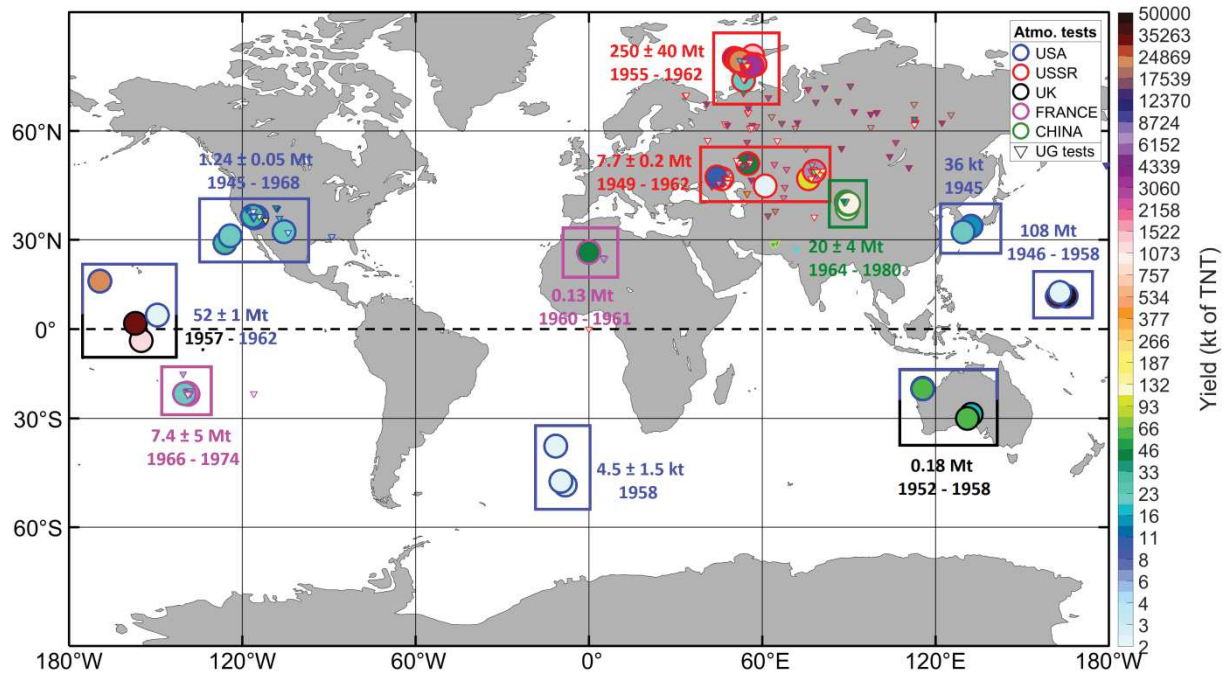 Atmo. tests
USA
USSR
UK
FRANCE
CHINA
UG tests
250 ± 40 Mt
1955 - 1962
1.24 ± 0.05 Mt
1945 - 1968
7.7 ± 0.2 Mt
1949 - 1962
36 kt
1945
20 ± 4 Mt
1964 - 1980
108 Mt
1946 - 1958
0.13 Mt
1960 - 1961
52 ± 1 Mt
1957 - 1962
7.4 ± 5 Mt
1966 - 1974
4.5 ± 1.5 kt
1958
0.18 Mt
1952 - 1958
60°N
30°N
0°
30°S
60°S
180°W
120°W
60°W
0°
60°E
120°E
180°W
50000
35263
24869
17539
12370
8724
6152
4339
3060
2158
1522
1073
757
534
377
266
187
132
93
66
46
33
23
16
11
8
6
4
3
2
Yield (kt of TNT)